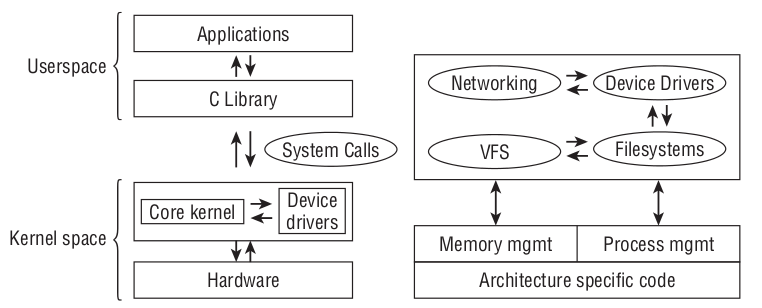 Userspace
Applications
C Library
System Calls
Kernel space
Core kernel
Device
drivers
Hardware
Networking
Device Drivers
VFS
Filesystems
Memory mgmt
Process mgmt
Architecture specific code